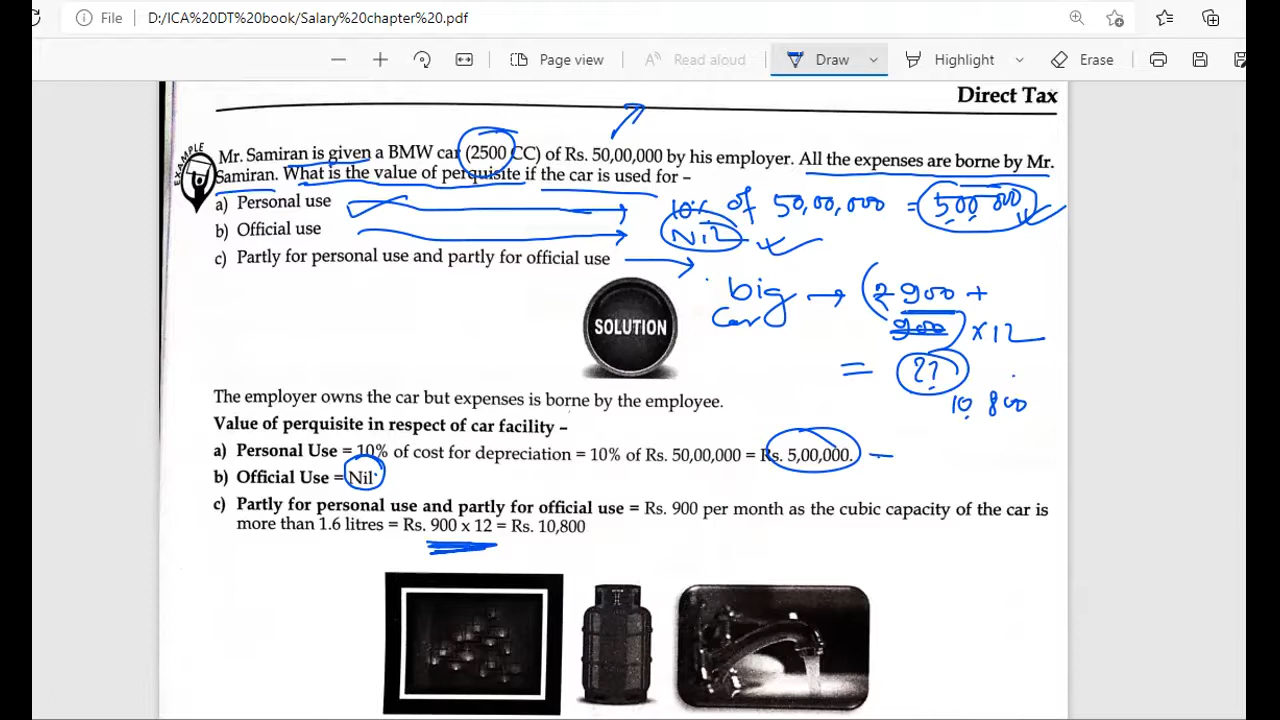 File D:/ICA%20DT%20book/Salary%20chapter%20.pdf
Page view Read aloud Draw Highlight Erase
Direct Tax
EXAMPLE
Mr. Samiran is given a BMW car (2500 CC) of Rs. 50,00,000 by his employer. All the expenses are borne by Mr.
Samiran. What is the value of perquisite if the car is used for –
a) Personal use
10% of 50,00,000 = 500 000
b) Official use
Nil
c) Partly for personal use and partly for official use
big car → (2 900 +
900) x 12
= ??
10 800
SOLUTION
The employer owns the car but expenses is borne by the employee.
Value of perquisite in respect of car facility –
a) Personal Use = 10% of cost for depreciation = 10% of Rs. 50,00,000 = Rs. 5,00,000.
b) Official Use = Nil
c) Partly for personal use and partly for official use = Rs. 900 per month as the cubic capacity of the car is
more than 1.6 litres = Rs. 900 x 12 = Rs. 10,800